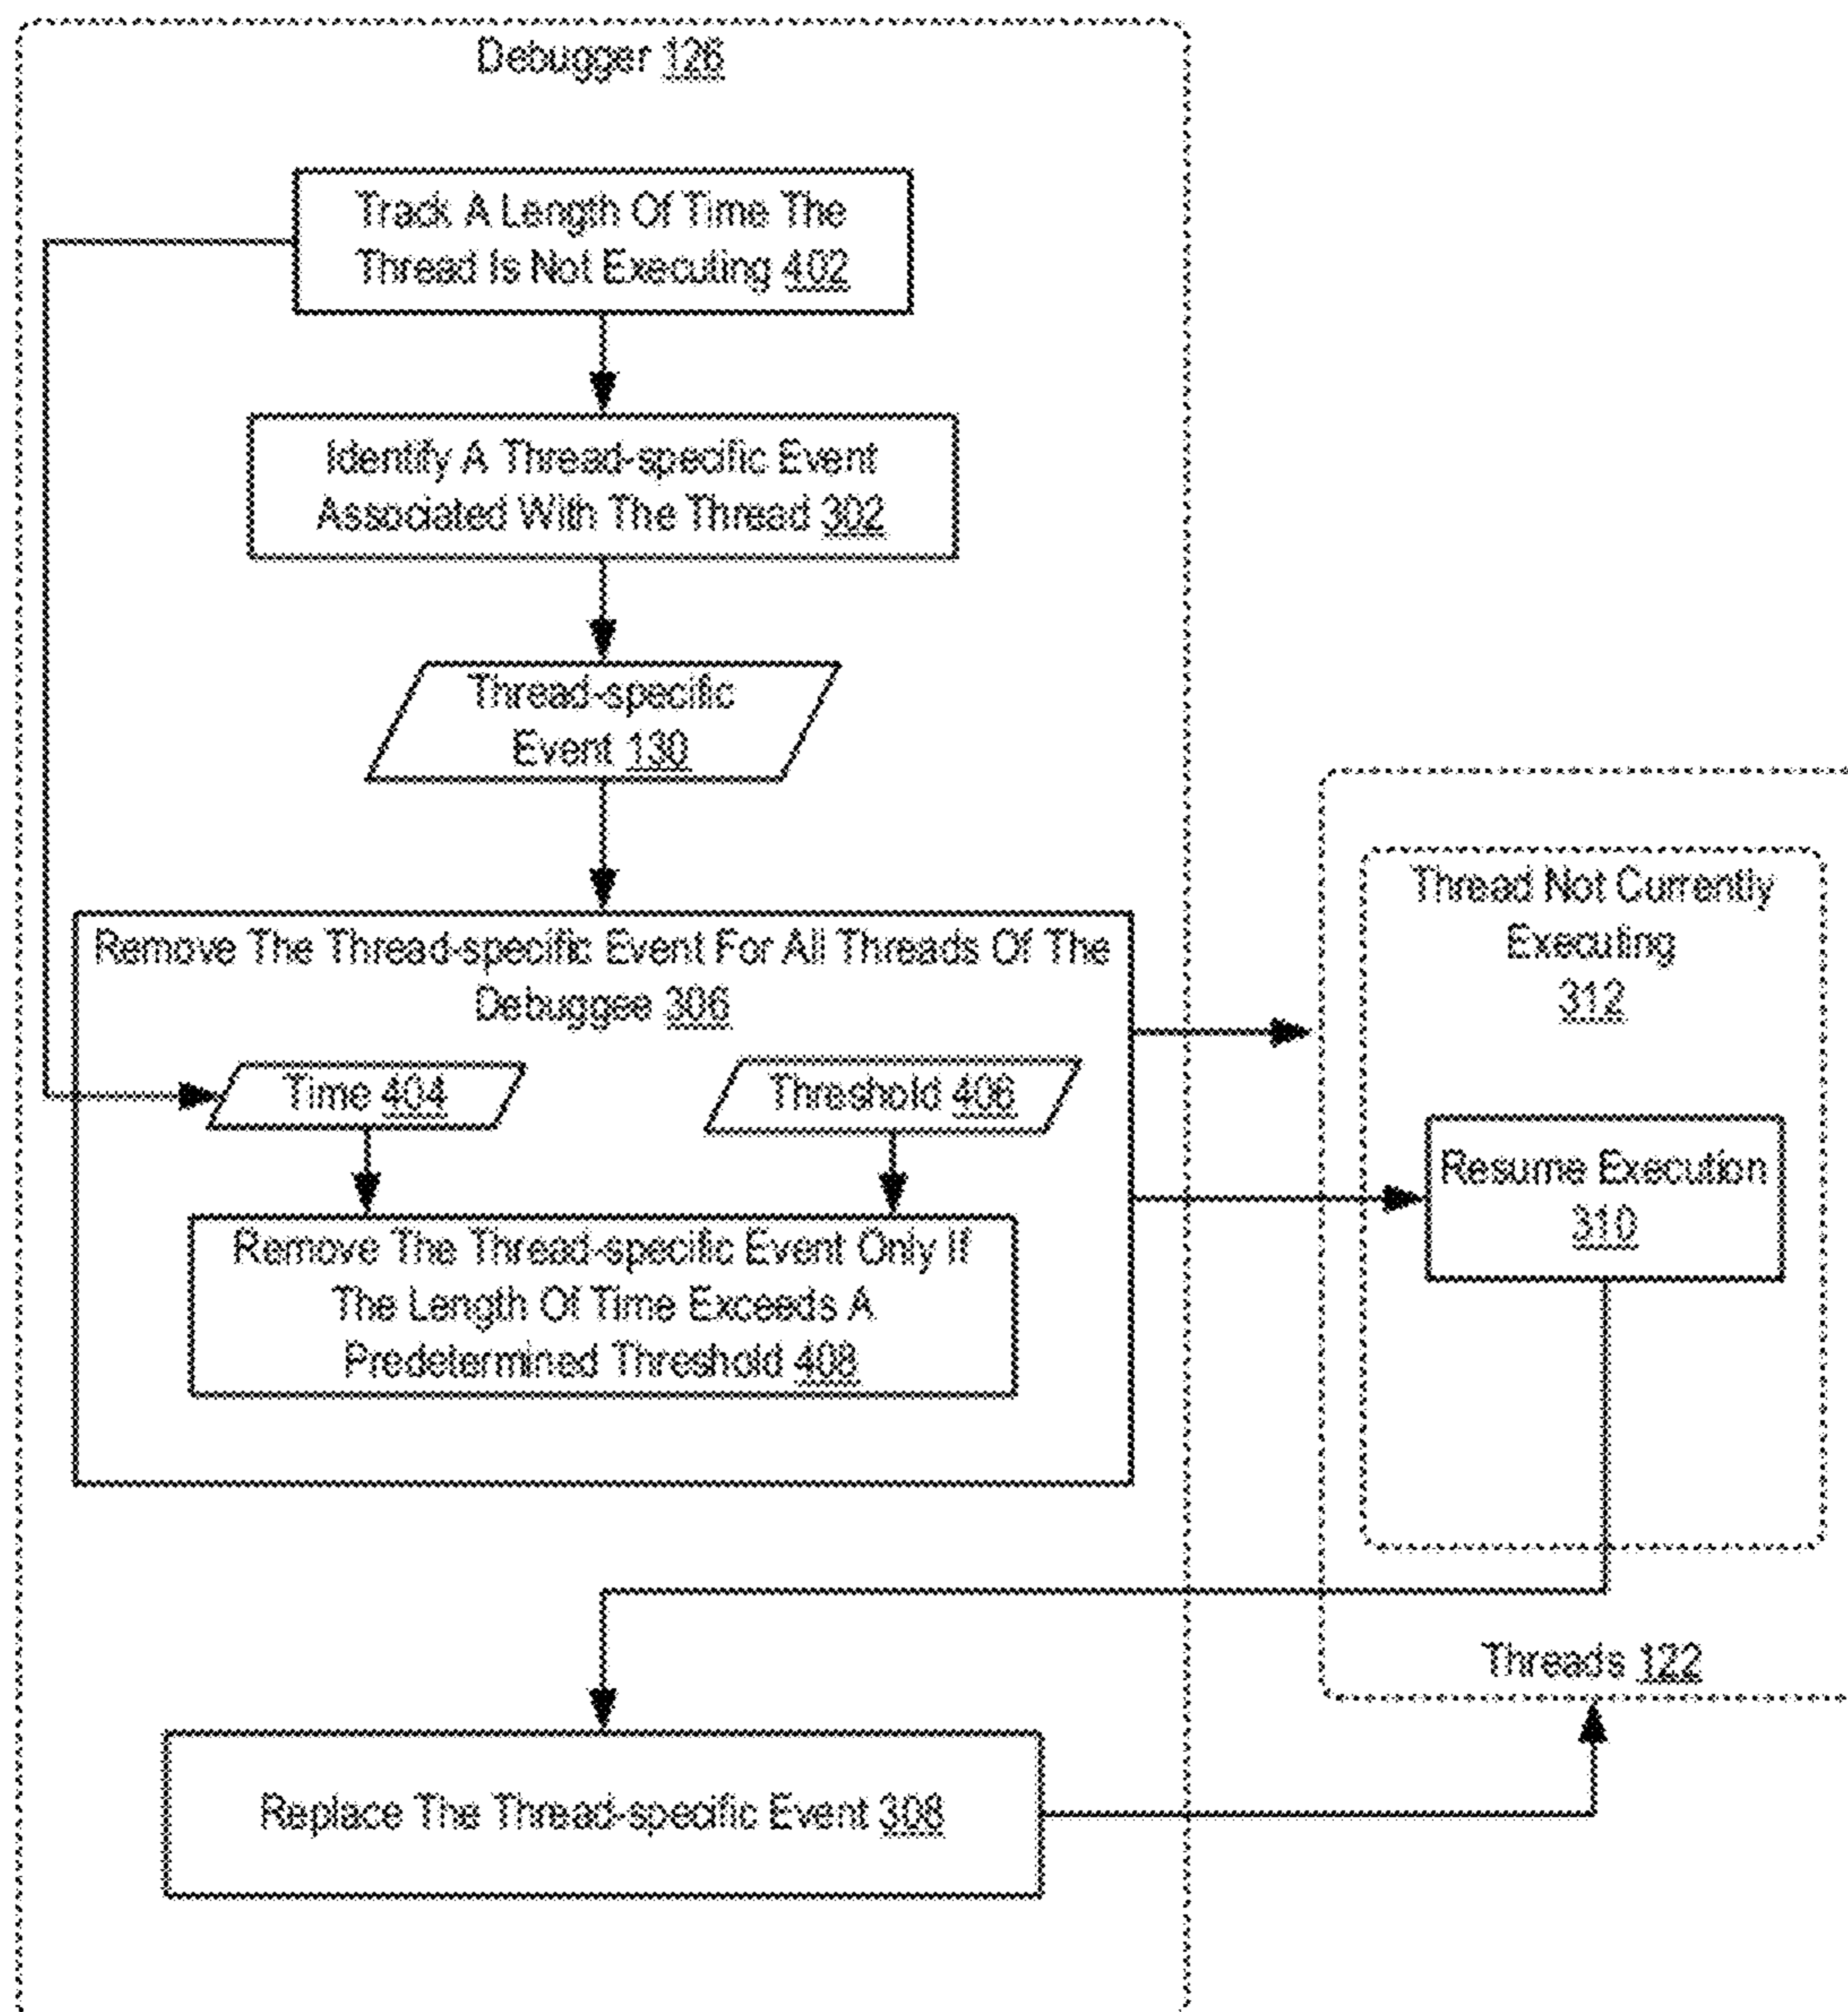 Debugger 126
Track A Length Of Time The
Thread Is Not Executing 402
Identify A Thread-specific Event
Associated With The Thread 302
Thread-specific
Event 130
Remove The Thread-specific Event For All Threads Of The
Debuggee 306
Time 404
Threshold 406
Remove The Thread-specific Event Only If
The Length Of Time Exceeds A
Predetermined Threshold 408
Thread Not Currently
Executing
312
Resume Execution
310
Threads 122
Replace The Thread-specific Event 308